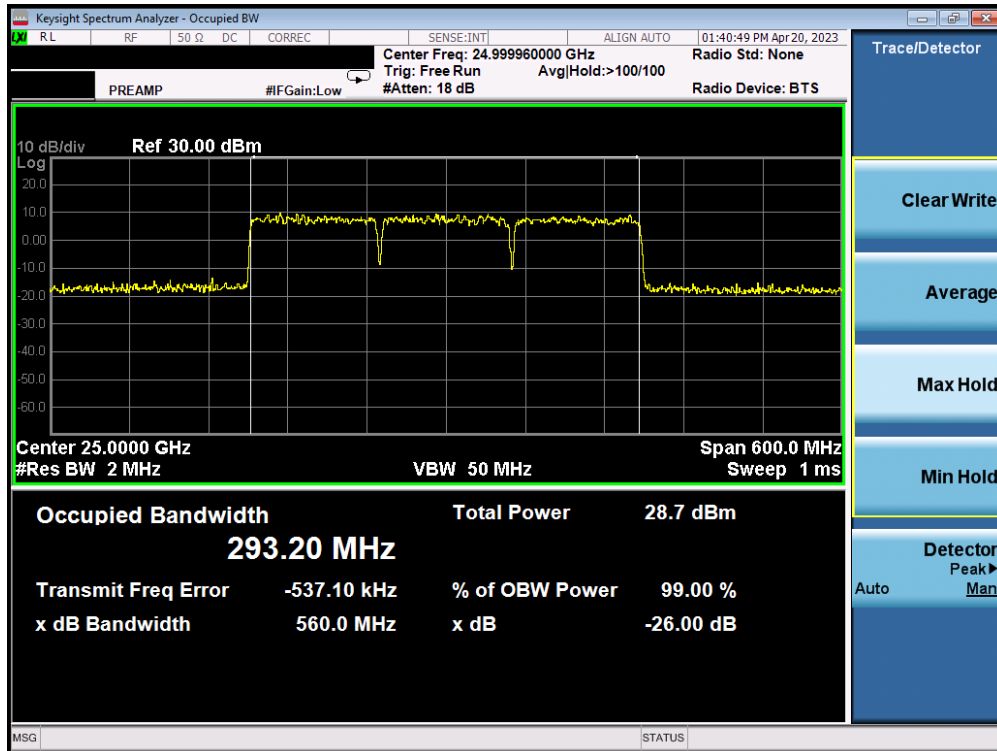 Keysight Spectrum Analyzer - Occupied BW
LXI RL RF 50 Ω DC CORREC SENSE:INT ALIGN AUTO 01:40:49 PM Apr 20, 2023
Center Freq: 24.999960000 GHz Radio Std: None
Trig: Free Run Avg|Hold:>100/100
PREAMP #IFGain:Low #Atten: 18 dB Radio Device: BTS
10 dB/div Ref 30.00 dBm
Log
20.0
10.0
0.00
-10.0
-20.0
-30.0
-40.0
-50.0
-60.0
Center 25.0000 GHz Span 600.0 MHz
#Res BW 2 MHz VBW 50 MHz Sweep 1 ms
Occupied Bandwidth Total Power 28.7 dBm
293.20 MHz
Transmit Freq Error -537.10 kHz % of OBW Power 99.00 %
x dB Bandwidth 560.0 MHz x dB -26.00 dB
MSG STATUS
Trace/Detector
Clear Write
Average
Max Hold
Min Hold
Detector
Peak▶
Auto Man